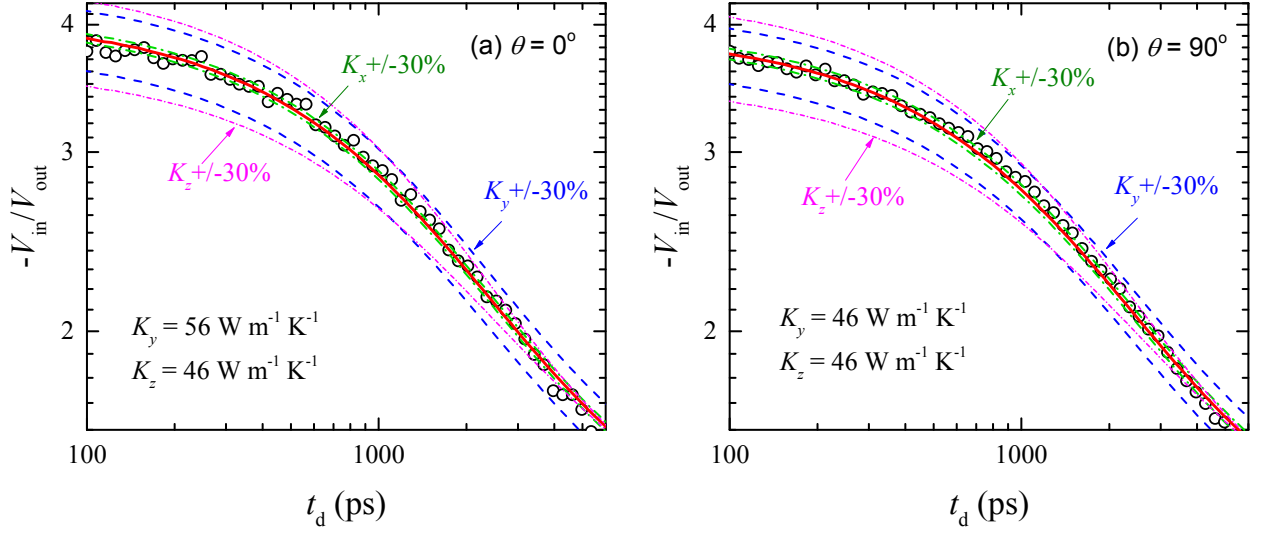 4
3
2
-V_in/V_out
(a) θ = 0°
K_x+/-30%
K_z+/-30%
K_y+/-30%
K_y = 56 W m⁻¹ K⁻¹
K_z = 46 W m⁻¹ K⁻¹
100
1000
t_d (ps)
4
3
2
-V_in/V_out
(b) θ = 90°
K_x+/-30%
K_z+/-30%
K_y+/-30%
K_y = 46 W m⁻¹ K⁻¹
K_z = 46 W m⁻¹ K⁻¹
100
1000
t_d (ps)